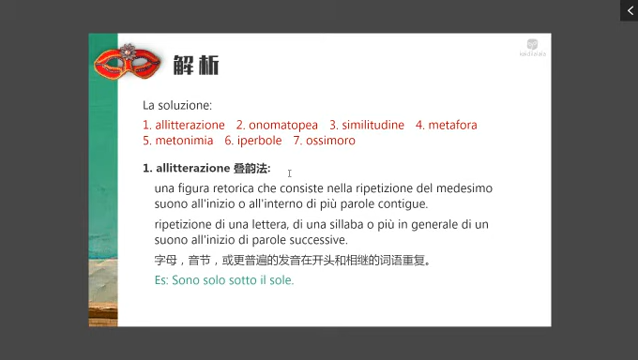 解析
La soluzione:
1. allitterazione 2. onomatopea 3. similitudine 4. metafora
5. metonimia 6. iperbole 7. ossimoro
1. allitterazione 叠韵法:
una figura retorica che consiste nella ripetizione del medesimo
suono all'inizio o all'interno di più parole contigue.
ripetizione di una lettera, di una sillaba o più in generale di un
suono all'inizio di parole successive.
字母，音节，或更普遍的发音在开头和相继的词语重复。
Es: Sono solo sotto il sole.